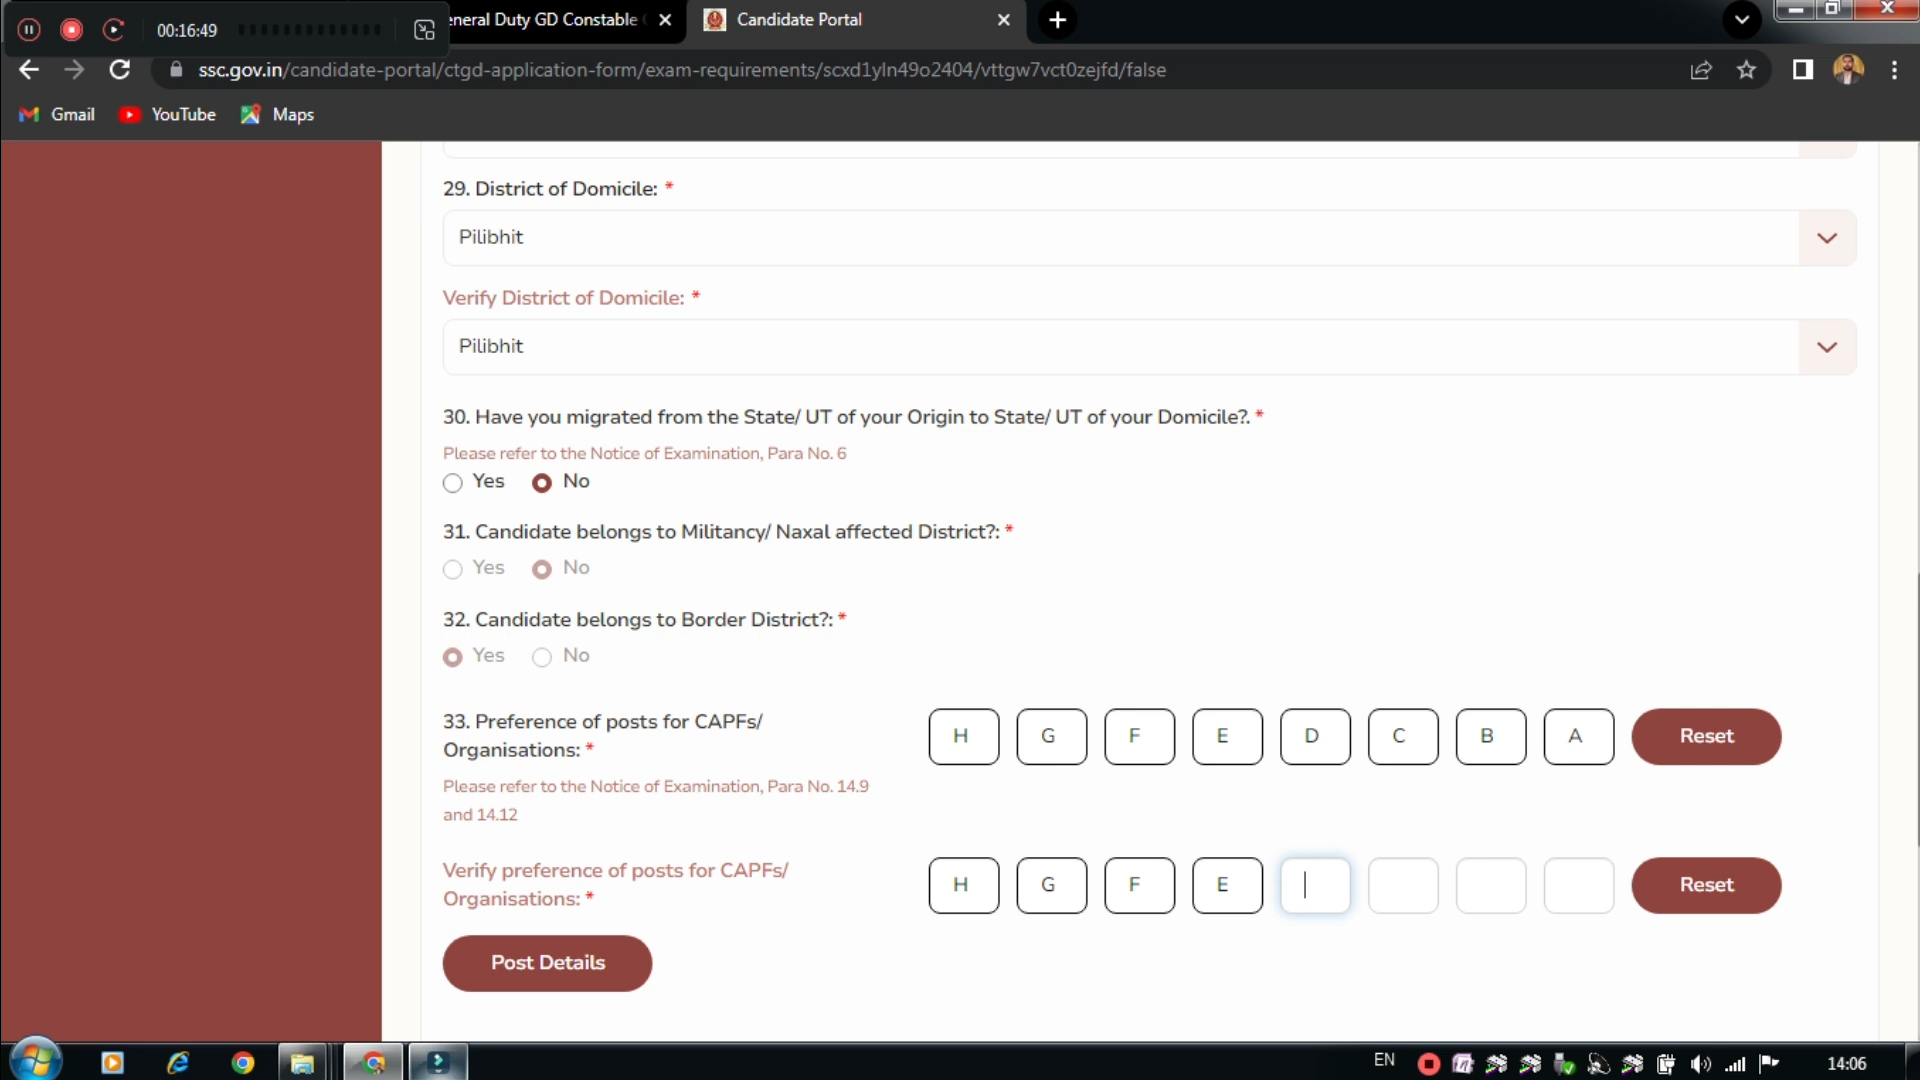 00:16:49
eneral Duty GD Constable
Candidate Portal
ssc.gov.in/candidate-portal/ctgd-application-form/exam-requirements/scxd1yln49o2404/vttgw7vct0zejfd/false
Gmail
YouTube
Maps
29. District of Domicile: *
Pilibhit
Verify District of Domicile: *
Pilibhit
30. Have you migrated from the State/ UT of your Origin to State/ UT of your Domicile?. *
Please refer to the Notice of Examination, Para No. 6
Yes No
31. Candidate belongs to Militancy/ Naxal affected District?: *
Yes No
32. Candidate belongs to Border District?: *
Yes No
33. Preference of posts for CAPFs/
Organisations: *
H G F E D C B A Reset
Please refer to the Notice of Examination, Para No. 14.9
and 14.12
Verify preference of posts for CAPFs/
Organisations: *
H G F E Reset
Post Details
EN
14:06